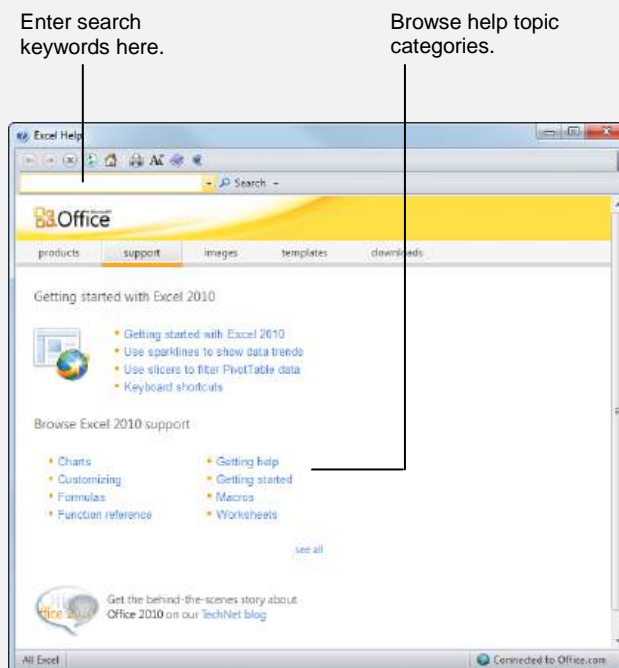 Enter search
keywords here.
Browse help topic
categories.
Excel Help
Search
Office
products support images templates downloads
Getting started with Excel 2010
Getting started with Excel 2010
Use sparklines to show data trends
Use slicers to filter PivotTable data
Keyboard shortcuts
Browse Excel 2010 support
Charts
Customizing
Formulas
Function reference
Getting help
Getting started
Macros
Worksheets
see all
Get the behind-the-scenes story about
Office 2010 on our TechNet blog
All Excel
Connected to Office.com